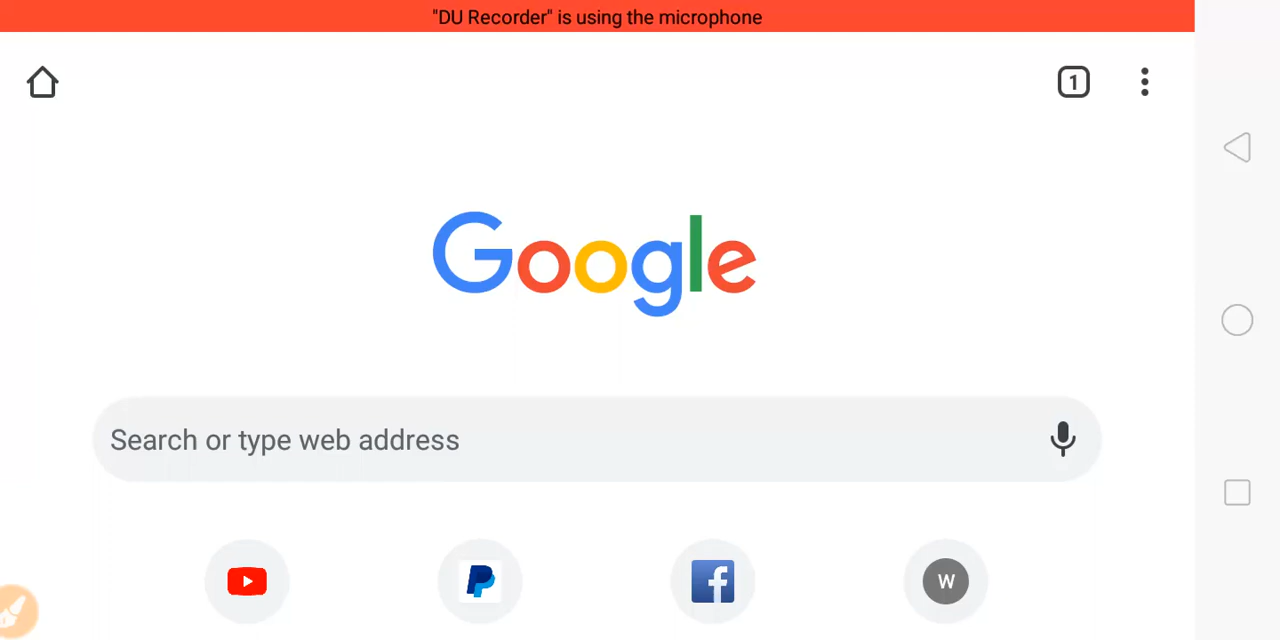 "DU Recorder" is using the microphone
1
Google
Search or type web address
W